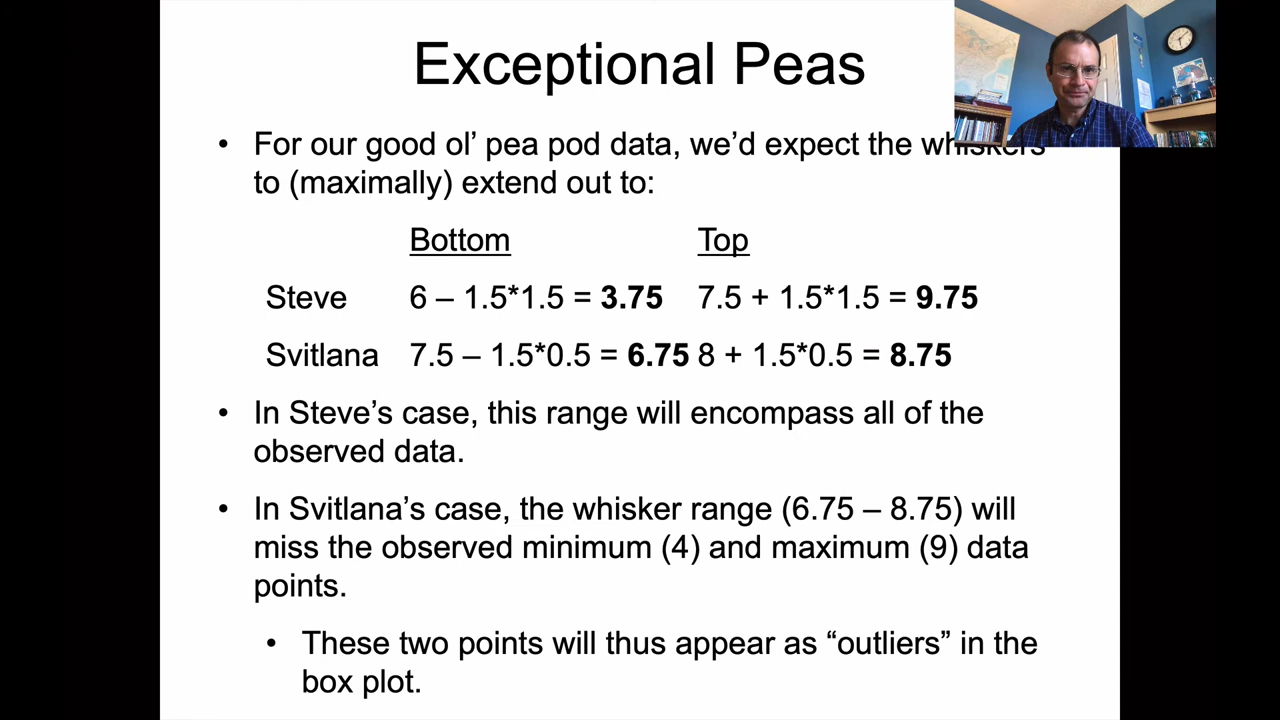 Exceptional Peas
• For our good ol’ pea pod data, we’d expect the whiskers
to (maximally) extend out to:
Bottom Top
Steve 6 – 1.5*1.5 = 3.75 7.5 + 1.5*1.5 = 9.75
Svitlana 7.5 – 1.5*0.5 = 6.75 8 + 1.5*0.5 = 8.75
• In Steve’s case, this range will encompass all of the
observed data.
• In Svitlana’s case, the whisker range (6.75 – 8.75) will
miss the observed minimum (4) and maximum (9) data
points.
• These two points will thus appear as “outliers” in the
box plot.